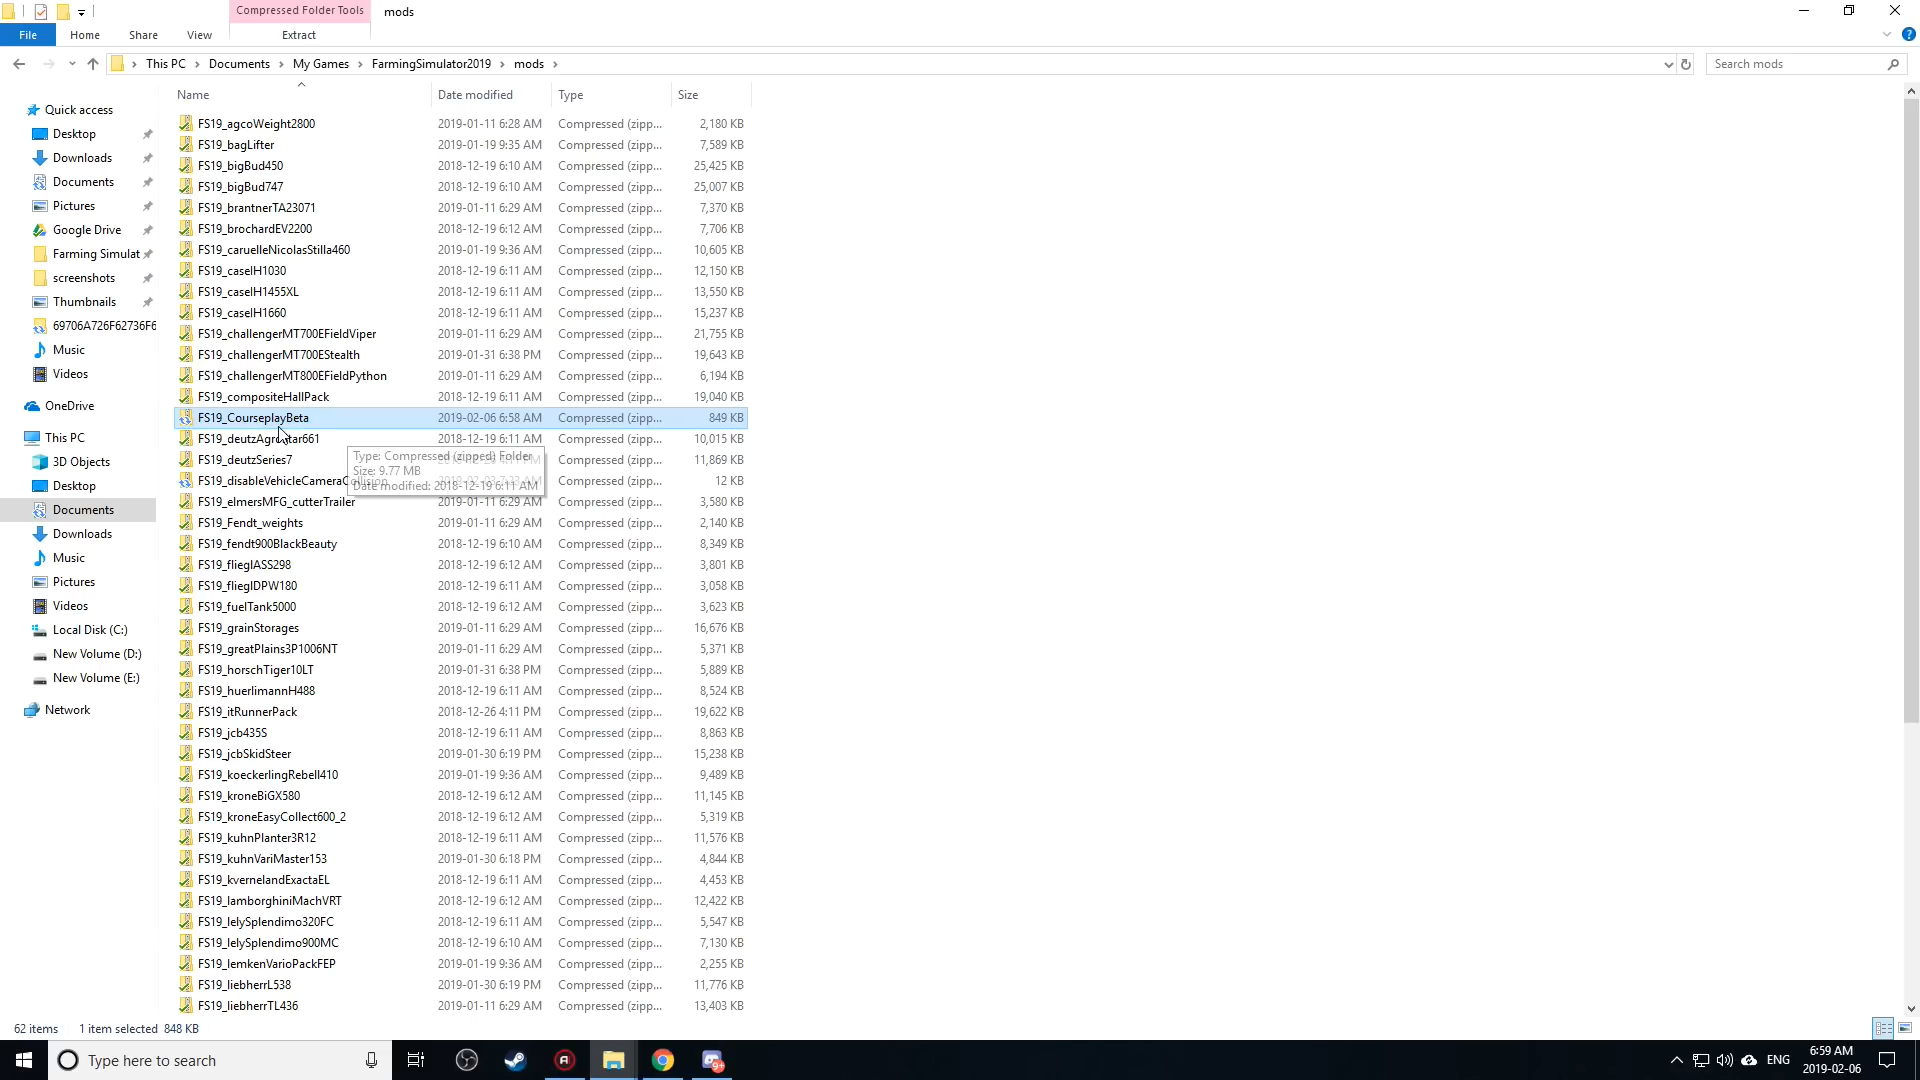 Compressed Folder Tools
mods
File
Home
Share
View
Extract
This PC
Documents
My Games
FarmingSimulator2019
mods
Search mods
Name
Date modified
Type
Size
Quick access
Desktop
Downloads
Documents
Pictures
Google Drive
Farming Simulat
screenshots
Thumbnails
69706A726F62736F6
Music
Videos
OneDrive
This PC
3D Objects
Desktop
Documents
Downloads
Music
Pictures
Videos
Local Disk (C:)
New Volume (D:)
New Volume (E:)
Network
FS19_agcoWeight2800 2019-01-11 6:28 AM Compressed (zipp... 2,180 KB
FS19_bagLifter 2019-01-19 9:35 AM Compressed (zipp... 7,589 KB
FS19_bigBud450 2018-12-19 6:10 AM Compressed (zipp... 25,425 KB
FS19_bigBud747 2018-12-19 6:10 AM Compressed (zipp... 25,007 KB
FS19_brantnerTA23071 2019-01-11 6:29 AM Compressed (zipp... 7,370 KB
FS19_brochardEV2200 2018-12-19 6:12 AM Compressed (zipp... 7,706 KB
FS19_caruelleNicolasStilla460 2019-01-19 9:36 AM Compressed (zipp... 10,605 KB
FS19_caseIH1030 2018-12-19 6:11 AM Compressed (zipp... 12,150 KB
FS19_caseIH1455XL 2018-12-19 6:11 AM Compressed (zipp... 13,550 KB
FS19_caseIH1660 2018-12-19 6:11 AM Compressed (zipp... 15,237 KB
FS19_challengerMT700EFieldViper 2019-01-11 6:29 AM Compressed (zipp... 21,755 KB
FS19_challengerMT700EStealth 2019-01-31 6:38 PM Compressed (zipp... 19,643 KB
FS19_challengerMT800EFieldPython 2019-01-11 6:29 AM Compressed (zipp... 6,194 KB
FS19_compositeHallPack 2018-12-19 6:11 AM Compressed (zipp... 19,040 KB
FS19_CourseplayBeta 2019-02-06 6:58 AM Compressed (zipp... 849 KB
FS19_deutzAgrostar661 2018-12-19 6:11 AM Compressed (zipp... 10,015 KB
FS19_deutzSeries7 Compressed (zipp... 11,869 KB
FS19_disableVehicleCameraCollision Compressed (zipp... 12 KB
Type: Compressed (zipped) Folder
Size: 9.77 MB
Date modified: 2018-12-19 6:11 AM
FS19_elmersMFG_cutterTrailer 2019-01-11 6:29 AM Compressed (zipp... 3,580 KB
FS19_Fendt_weights 2019-01-11 6:29 AM Compressed (zipp... 2,140 KB
FS19_fendt900BlackBeauty 2018-12-19 6:10 AM Compressed (zipp... 8,349 KB
FS19_flieglASS298 2018-12-19 6:12 AM Compressed (zipp... 3,801 KB
FS19_flieglDPW180 2018-12-19 6:11 AM Compressed (zipp... 3,058 KB
FS19_fuelTank5000 2018-12-19 6:12 AM Compressed (zipp... 3,623 KB
FS19_grainStorages 2019-01-11 6:29 AM Compressed (zipp... 16,676 KB
FS19_greatPlains3P1006NT 2019-01-11 6:29 AM Compressed (zipp... 5,371 KB
FS19_horschTiger10LT 2019-01-31 6:38 PM Compressed (zipp... 5,889 KB
FS19_huerlimannH488 2018-12-19 6:11 AM Compressed (zipp... 8,524 KB
FS19_itRunnerPack 2018-12-26 4:11 PM Compressed (zipp... 19,622 KB
FS19_jcb435S 2018-12-19 6:11 AM Compressed (zipp... 8,863 KB
FS19_jcbSkidSteer 2019-01-30 6:19 PM Compressed (zipp... 15,238 KB
FS19_koeckerlingRebell410 2019-01-19 9:36 AM Compressed (zipp... 9,489 KB
FS19_kroneBiGX580 2018-12-19 6:12 AM Compressed (zipp... 11,145 KB
FS19_kroneEasyCollect600_2 2018-12-19 6:12 AM Compressed (zipp... 5,319 KB
FS19_kuhnPlanter3R12 2018-12-19 6:11 AM Compressed (zipp... 11,576 KB
FS19_kuhnVariMaster153 2019-01-30 6:18 PM Compressed (zipp... 4,844 KB
FS19_kvernelandExactaEL 2018-12-19 6:11 AM Compressed (zipp... 4,453 KB
FS19_lamborghiniMachVRT 2018-12-19 6:12 AM Compressed (zipp... 12,422 KB
FS19_lelySplendimo320FC 2018-12-19 6:11 AM Compressed (zipp... 5,547 KB
FS19_lelySplendimo900MC 2018-12-19 6:10 AM Compressed (zipp... 7,130 KB
FS19_lemkenVarioPackFEP 2019-01-19 9:36 AM Compressed (zipp... 2,255 KB
FS19_liebherrL538 2019-01-30 6:19 PM Compressed (zipp... 11,776 KB
FS19_liebherrTL436 2019-01-11 6:29 AM Compressed (zipp... 13,403 KB
62 items 1 item selected 848 KB
Type here to search
9+
ENG
6:59 AM
2019-02-06